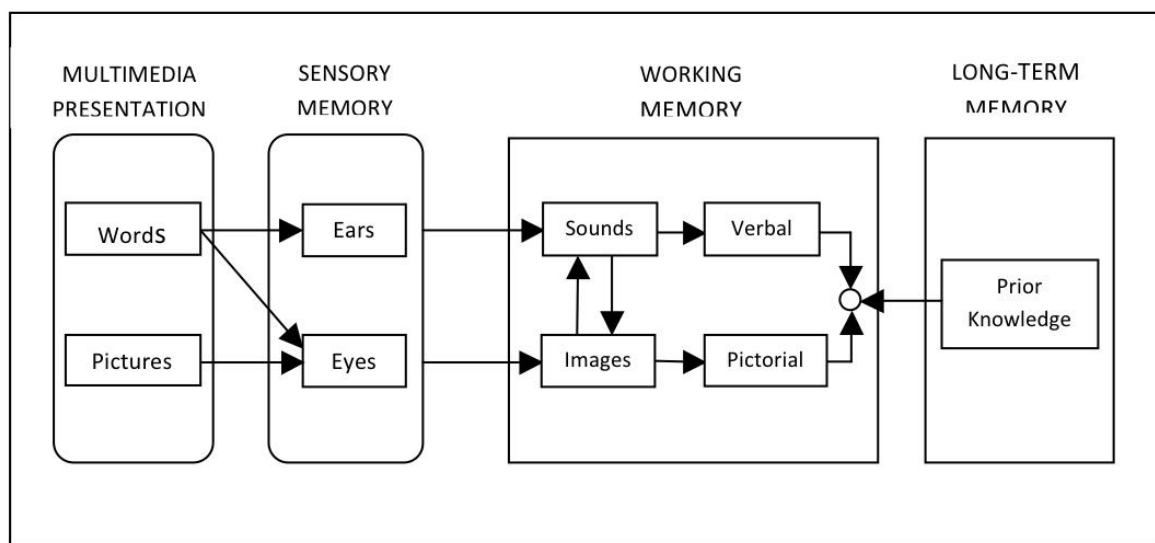 MULTIMEDIA
PRESENTATION
SENSORY
MEMORY
WORKING
MEMORY
LONG-TERM
MEMORY
Words
Ears
Sounds
Verbal
Prior
Knowledge
Pictures
Eyes
Images
Pictorial